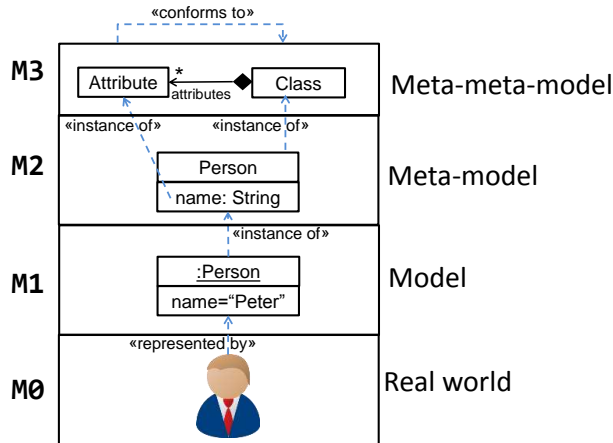 «conforms to»
M3
Attribute
*
attributes
Class
Meta-meta-model
«instance of»
«instance of»
M2
Person
name: String
Meta-model
«instance of»
M1
:Person
name=“Peter”
Model
«represented by»
M0
Real world